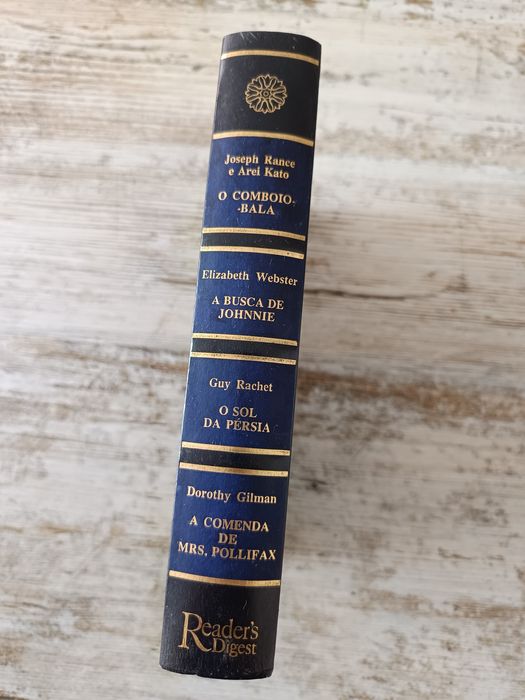 Joseph Rance
e Arei Kato
O COMBOIO-
-BALA
Elizabeth Webster
A BUSCA DE
JOHNNIE
Guy Rachet
O SOL
DA PÉRSIA
Dorothy Gilman
A COMENDA
DE
MRS. POLLIFAX
Reader's
Digest